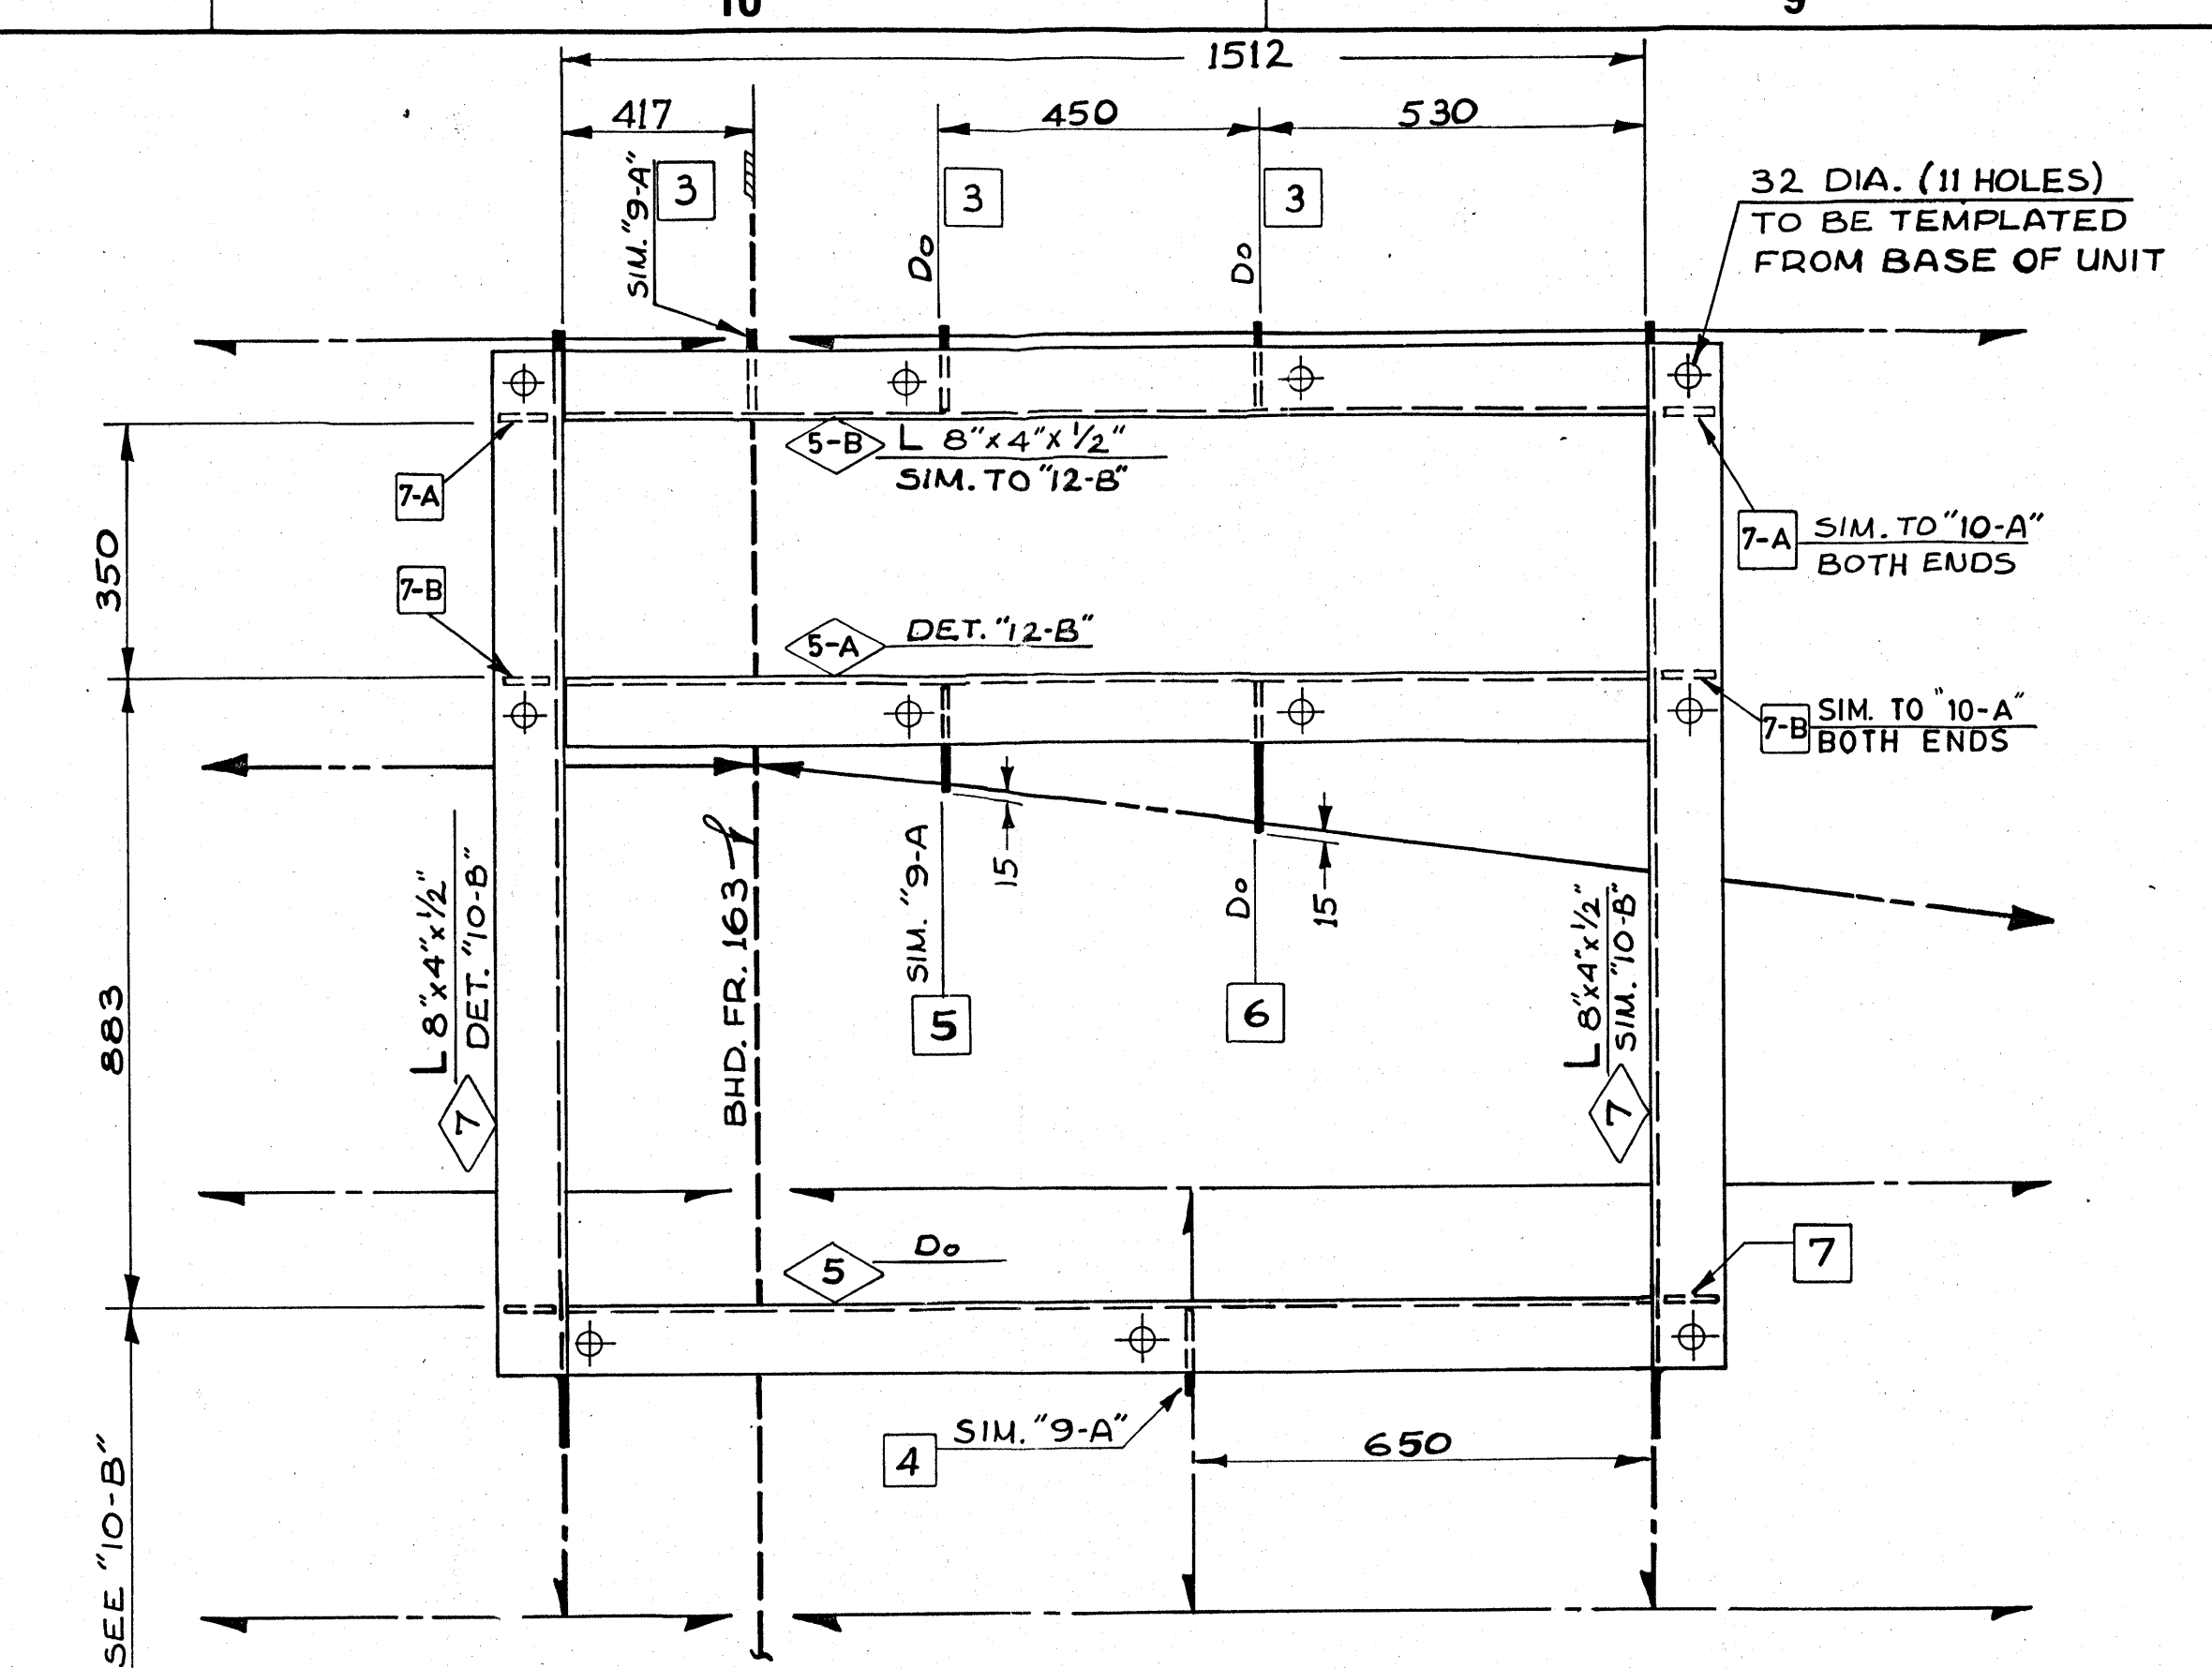 1512
417
450
530
SIM. "9-A"
3
Do
3
Do
3
32 DIA. (11 HOLES)
TO BE TEMPLATED
FROM BASE OF UNIT
5-B
L 8"x4"x1/2"
SIM. TO "12-B"
7-A
7-A
SIM. TO "10-A"
BOTH ENDS
350
7-B
5-A
DET. "12-B"
7-B
SIM. TO "10-A"
BOTH ENDS
883
L 8"x4"x1/2"
DET. "10-B"
7
BHD. FR. 163
SIM. "9-A
5
15
Do
6
15
L 8"x4"x1/2"
SIM. "10-B"
7
5
Do
7
4
SIM. "9-A"
650
SEE "10-B"